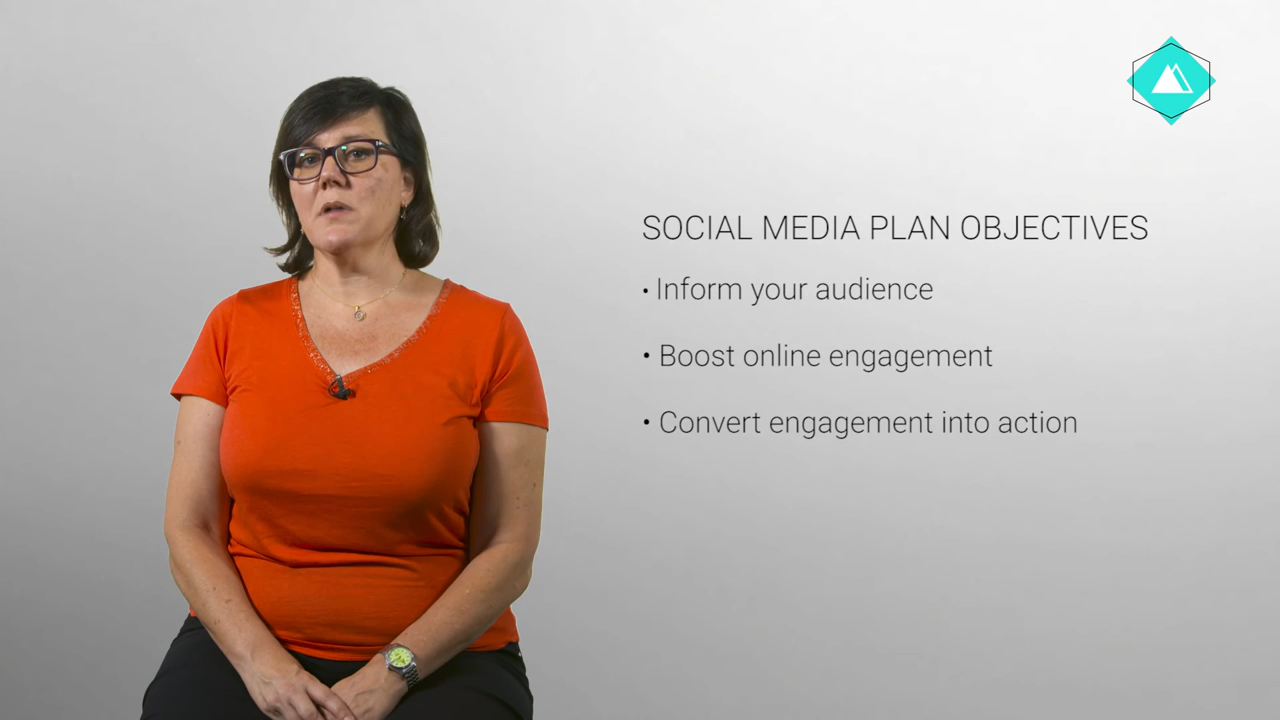 SOCIAL MEDIA PLAN OBJECTIVES
• Inform your audience
• Boost online engagement
• Convert engagement into action